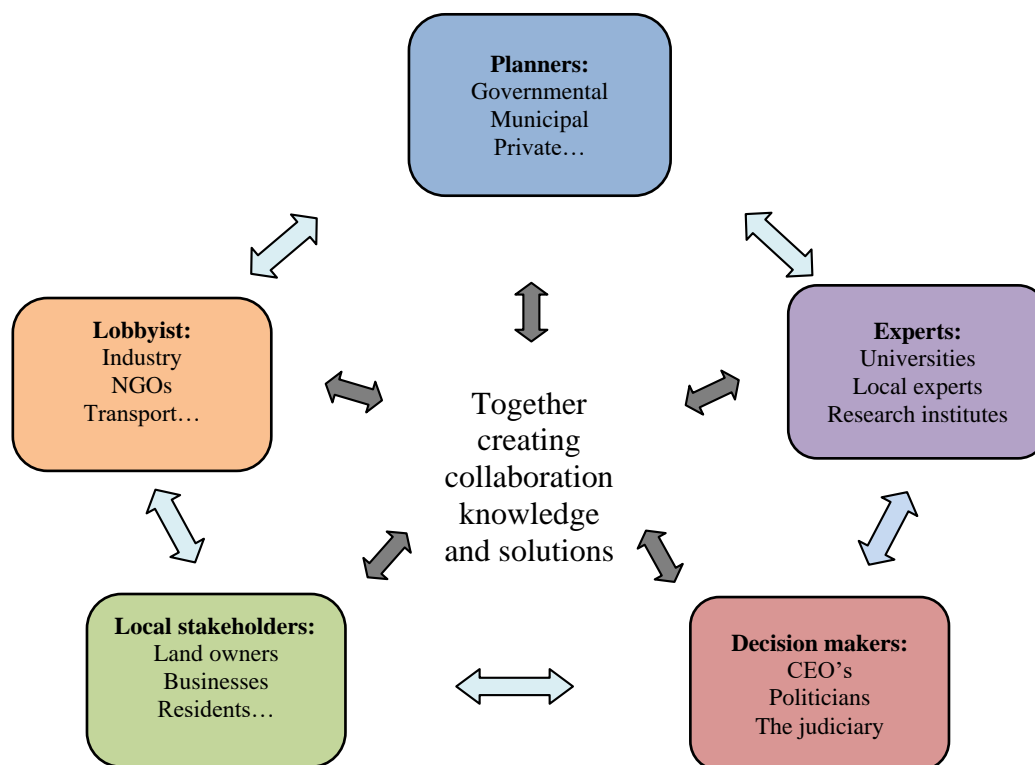 Planners:
Governmental
Municipal
Private…
Lobbyist:
Industry
NGOs
Transport…
Experts:
Universities
Local experts
Research institutes
Together
creating
collaboration
knowledge
and solutions
Local stakeholders:
Land owners
Businesses
Residents…
Decision makers:
CEO’s
Politicians
The judiciary